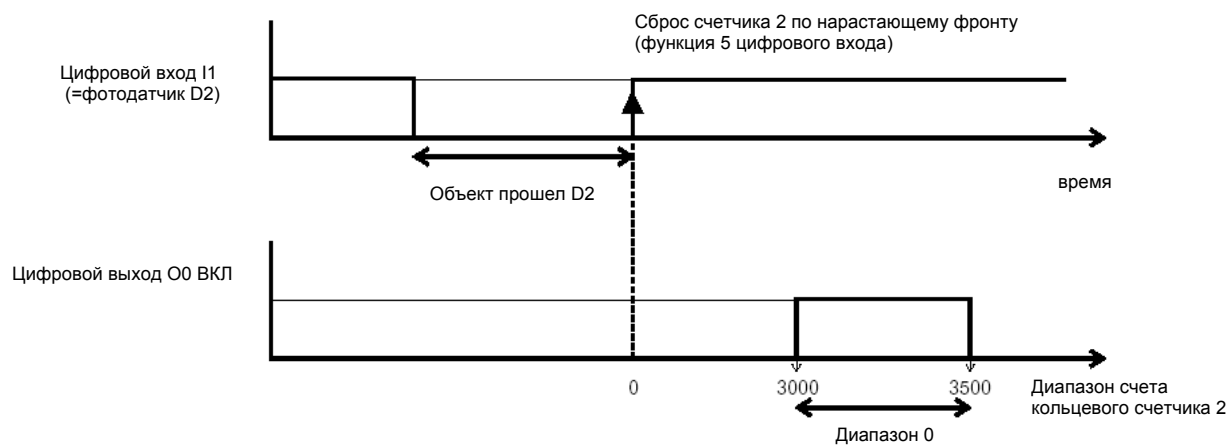 Сброс счетчика 2 по нарастающему фронту
(функция 5 цифрового входа)
Цифровой вход I1
(=фотодатчик D2)
Объект прошел D2
время
Цифровой выход O0 ВКЛ
0
3000
3500
Диапазон счета
кольцевого счетчика 2
Диапазон 0